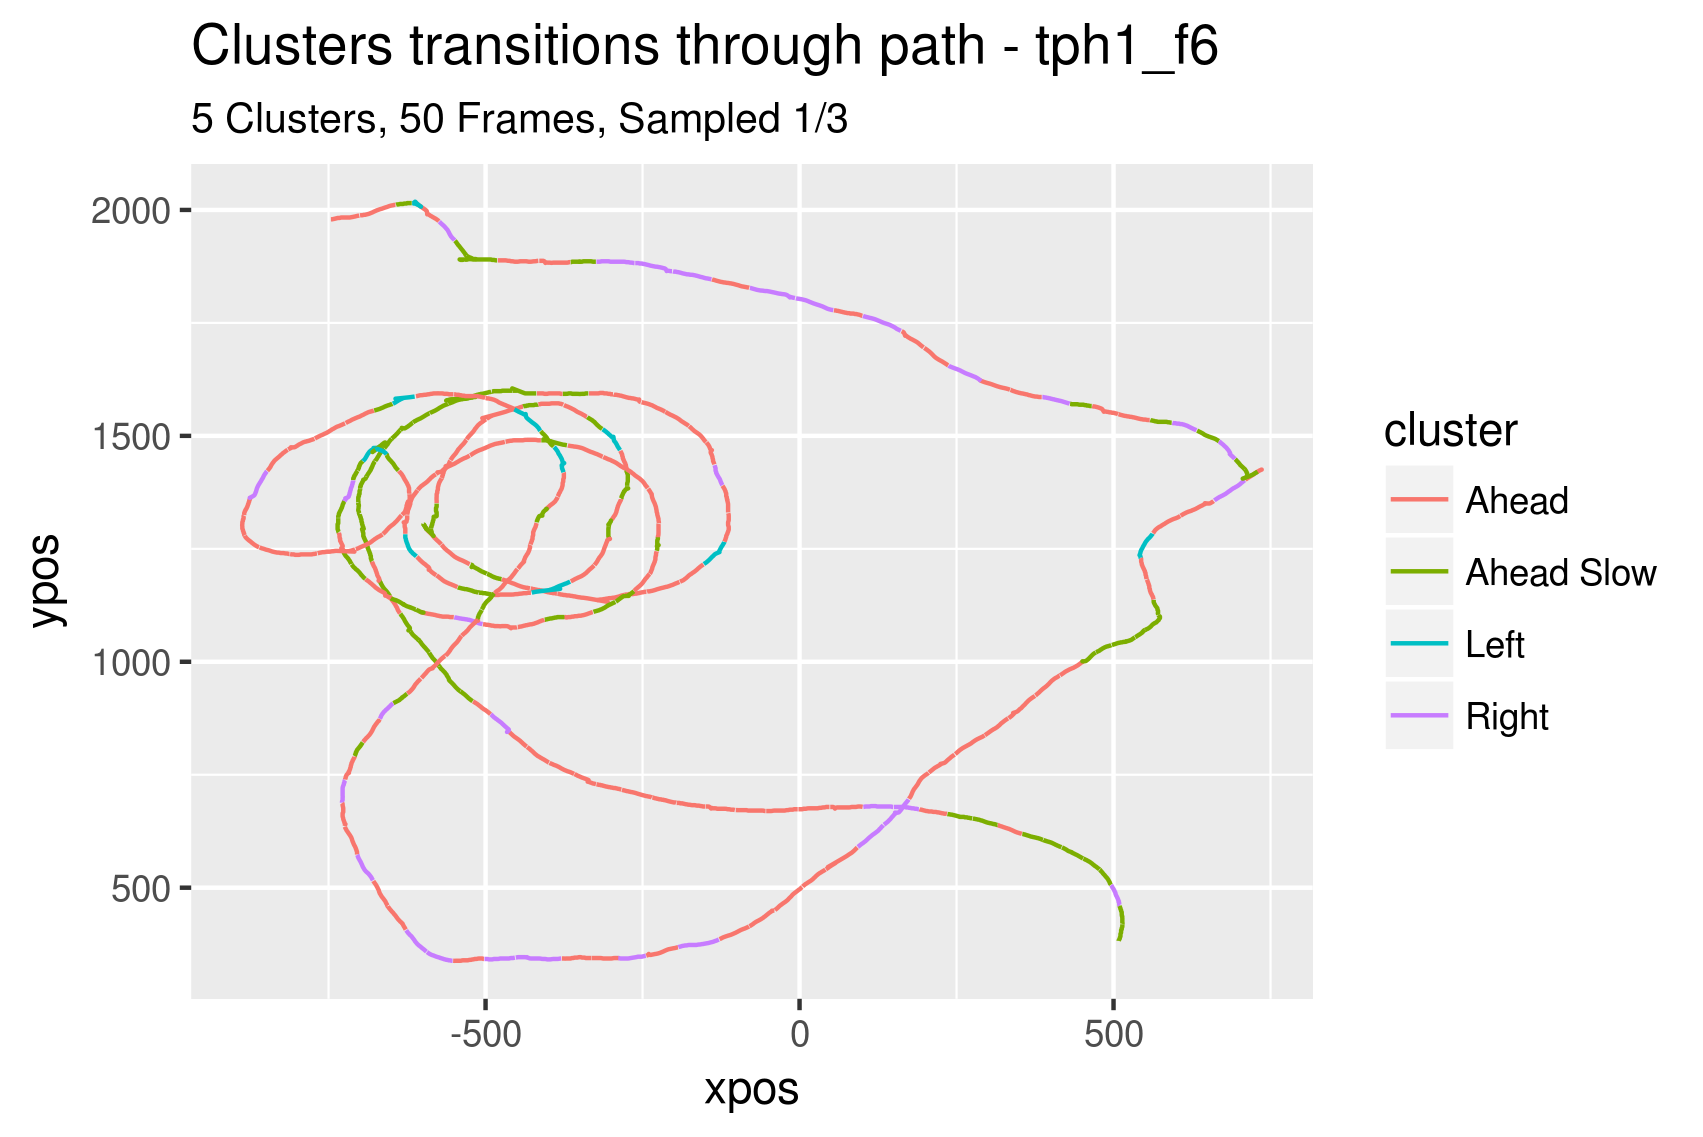 Clusters transitions through path - tph1_f6
5 Clusters, 50 Frames, Sampled 1/3
2000
1500
1000
500
ypos
-500
0
500
xpos
cluster
Ahead
Ahead Slow
Left
Right